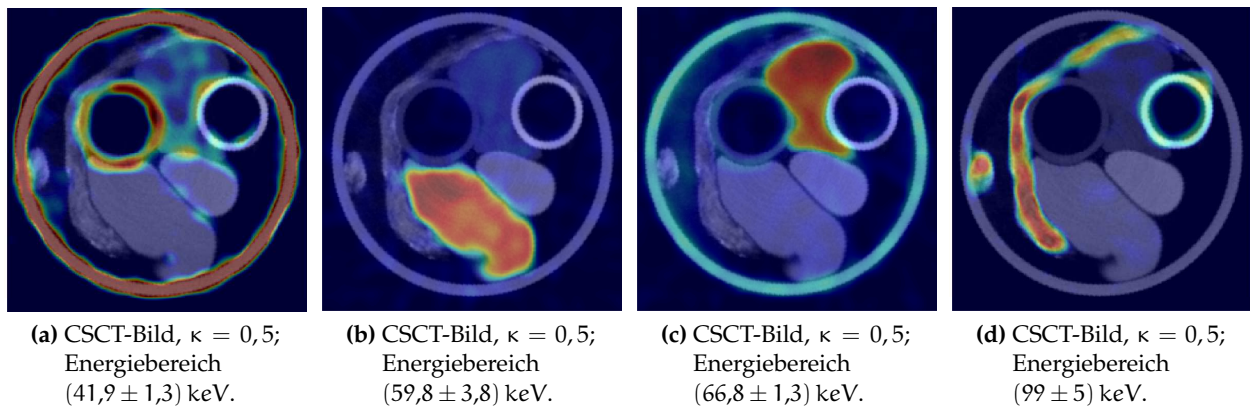 (a) CSCT-Bild, κ = 0,5;
Energiebereich
(41,9 ± 1,3) keV.
(b) CSCT-Bild, κ = 0,5;
Energiebereich
(59,8 ± 3,8) keV.
(c) CSCT-Bild, κ = 0,5;
Energiebereich
(66,8 ± 1,3) keV.
(d) CSCT-Bild, κ = 0,5;
Energiebereich
(99 ± 5) keV.